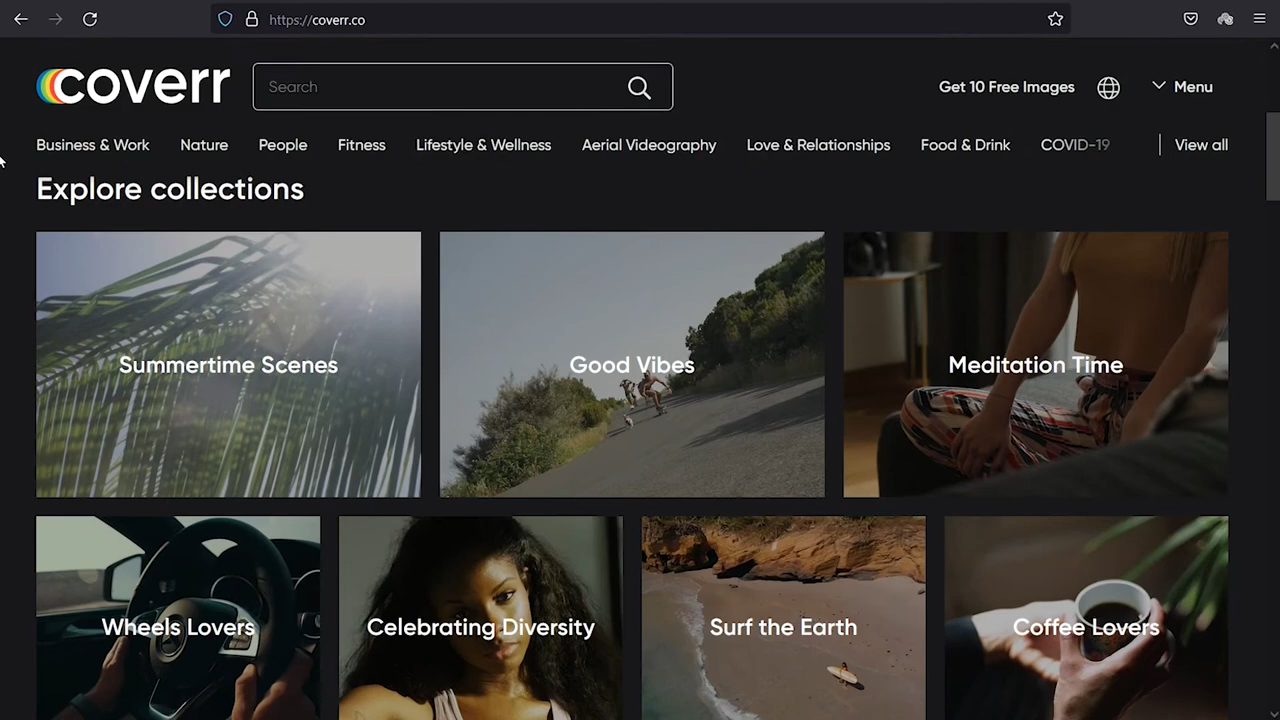 https://coverr.co
coverr
Search
Get 10 Free Images
Menu
Business & Work
Nature
People
Fitness
Lifestyle & Wellness
Aerial Videography
Love & Relationships
Food & Drink
COVID-19
View all
Explore collections
Summertime Scenes
Good Vibes
Meditation Time
Wheels Lovers
Celebrating Diversity
Surf the Earth
Coffee Lovers